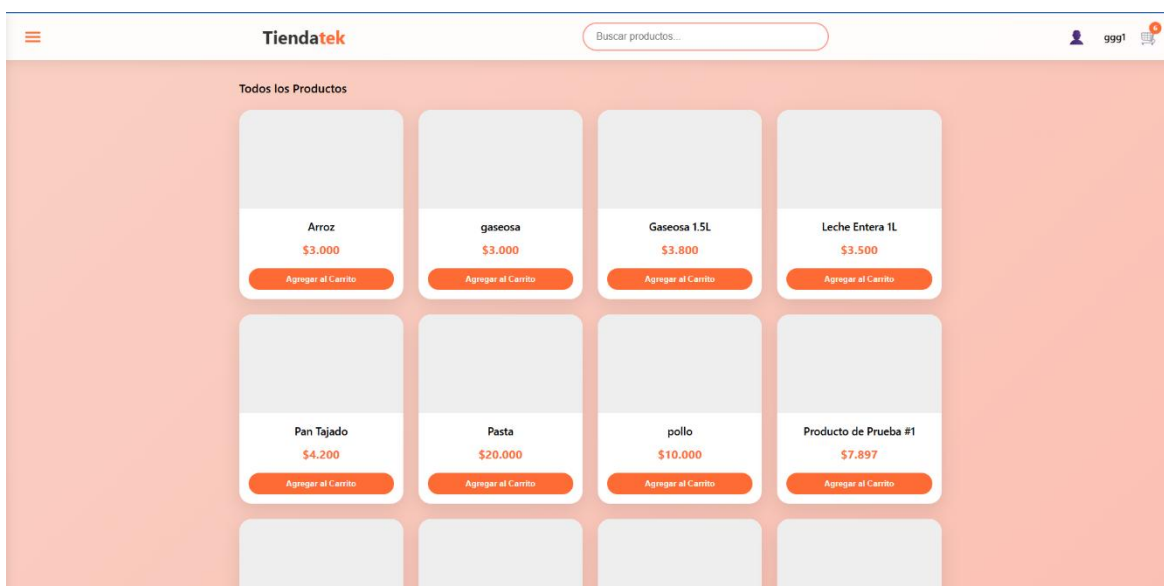 Tiendatek
Buscar productos...
ggg1
6
Todos los Productos
Arroz
$3.000
Agregar al Carrito
gaseosa
$3.000
Agregar al Carrito
Gaseosa 1.5L
$3.800
Agregar al Carrito
Leche Entera 1L
$3.500
Agregar al Carrito
Pan Tajado
$4.200
Agregar al Carrito
Pasta
$20.000
Agregar al Carrito
pollo
$10.000
Agregar al Carrito
Producto de Prueba #1
$7.897
Agregar al Carrito